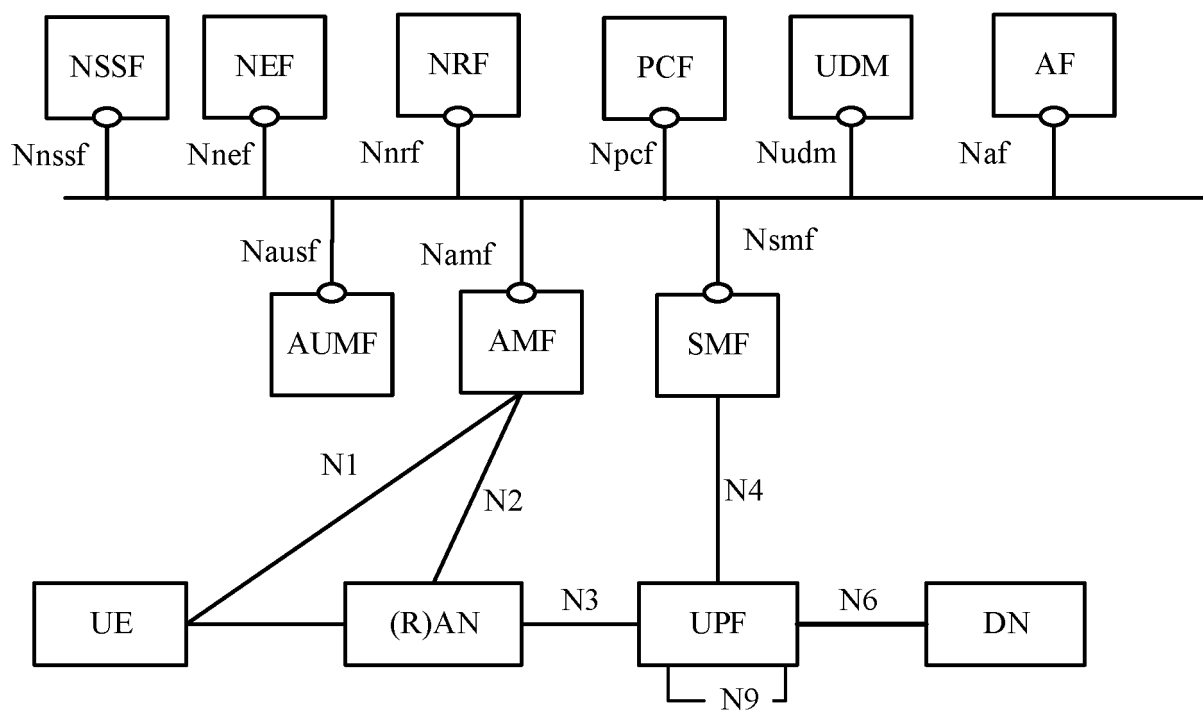 NSSF
NEF
NRF
PCF
UDM
AF
Nnssf
Nnef
Nnrf
Npcf
Nudm
Naf
Nausf
Namf
Nsmf
AUMF
AMF
SMF
N1
N2
N4
UE
(R)AN
N3
UPF
N6
DN
N9